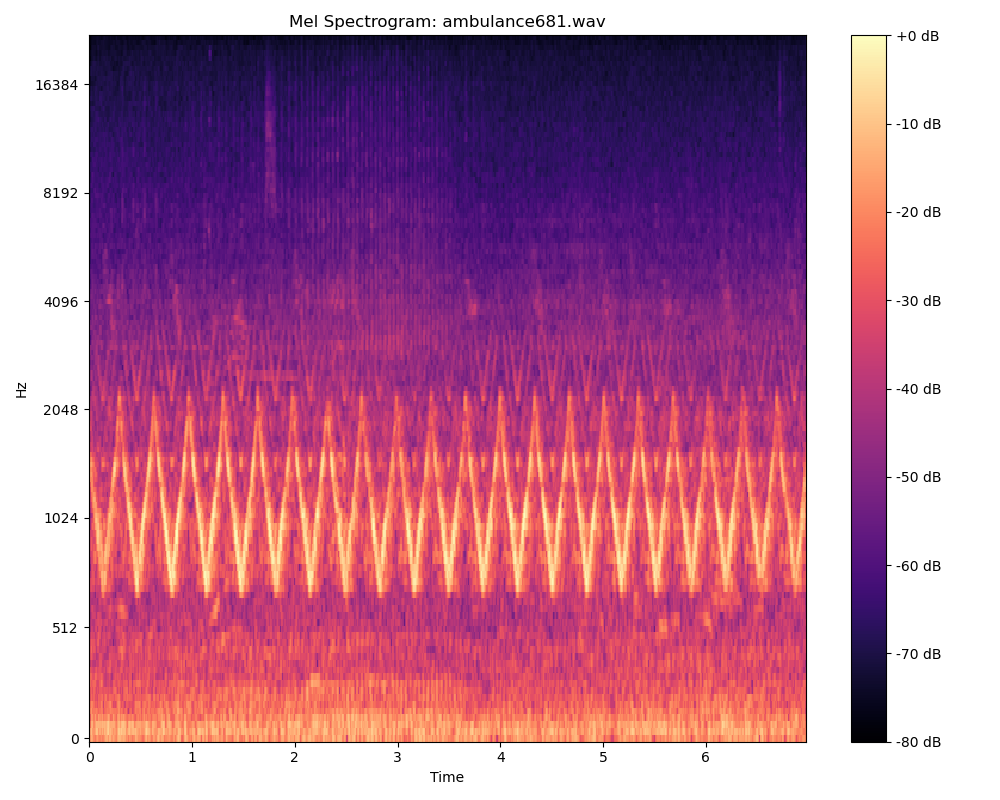 Mel Spectrogram: ambulance681.wav
Hz
16384
8192
4096
2048
1024
512
0
0 1 2 3 4 5 6
Time
+0 dB
-10 dB
-20 dB
-30 dB
-40 dB
-50 dB
-60 dB
-70 dB
-80 dB